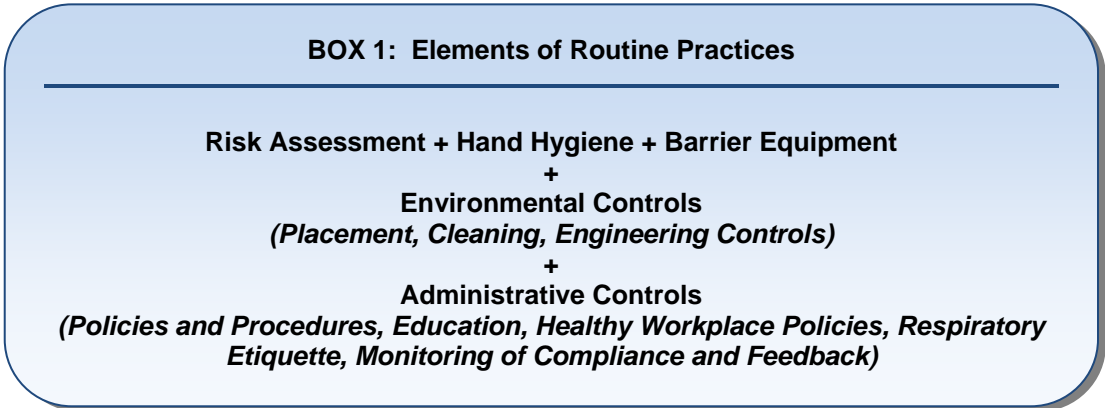 BOX 1: Elements of Routine Practices
Risk Assessment + Hand Hygiene + Barrier Equipment
+
Environmental Controls
(Placement, Cleaning, Engineering Controls)
+
Administrative Controls
(Policies and Procedures, Education, Healthy Workplace Policies, Respiratory
Etiquette, Monitoring of Compliance and Feedback)